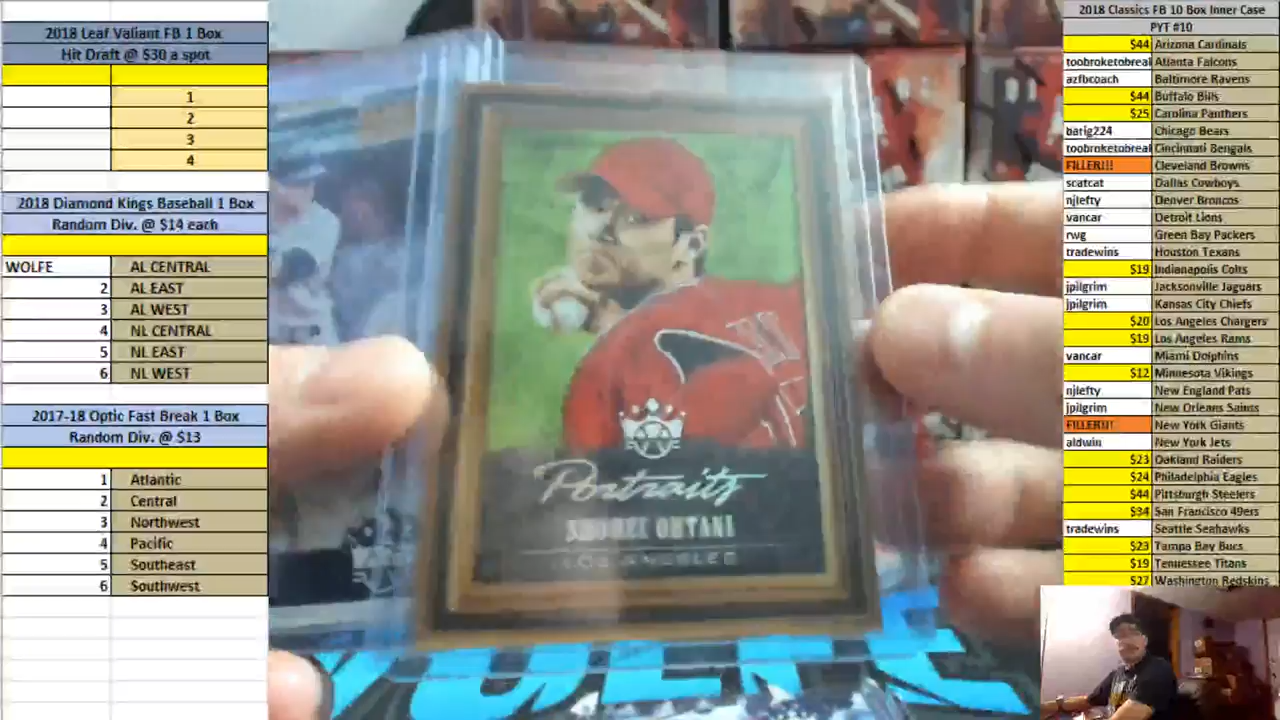 2018 Leaf Valiant FB 1 Box
Hit Draft @ $30 a spot
1
2
3
4
2018 Diamond Kings Baseball 1 Box
Random Div. @ $14 each
WOLFE AL CENTRAL
2 AL EAST
3 AL WEST
4 NL CENTRAL
5 NL EAST
6 NL WEST
2017-18 Optic Fast Break 1 Box
Random Div. @ $13
1 Atlantic
2 Central
3 Northwest
4 Pacific
5 Southeast
6 Southwest
Portraits
SHOHEI OHTANI
LOS ANGELES
2018 Classics FB 10 Box Inner Case
PYT #10
$44 Arizona Cardinals
toobroketobreak Atlanta Falcons
azfbcoach Baltimore Ravens
$44 Buffalo Bills
$25 Carolina Panthers
barig224 Chicago Bears
toobroketobreak Cincinnati Bengals
FILLER!!! Cleveland Browns
scatcat Dallas Cowboys
njlefty Denver Broncos
vancar Detroit Lions
rwg Green Bay Packers
tradewins Houston Texans
$19 Indianapolis Colts
jpilgrim Jacksonville Jaguars
jpilgrim Kansas City Chiefs
$20 Los Angeles Chargers
$19 Los Angeles Rams
vancar Miami Dolphins
$12 Minnesota Vikings
njlefty New England Pats
jpilgrim New Orleans Saints
FILLER!!! New York Giants
aldwin New York Jets
$23 Oakland Raiders
$24 Philadelphia Eagles
$44 Pittsburgh Steelers
$34 San Francisco 49ers
tradewins Seattle Seahawks
$23 Tampa Bay Bucs
$19 Tennessee Titans
$27 Washington Redskins